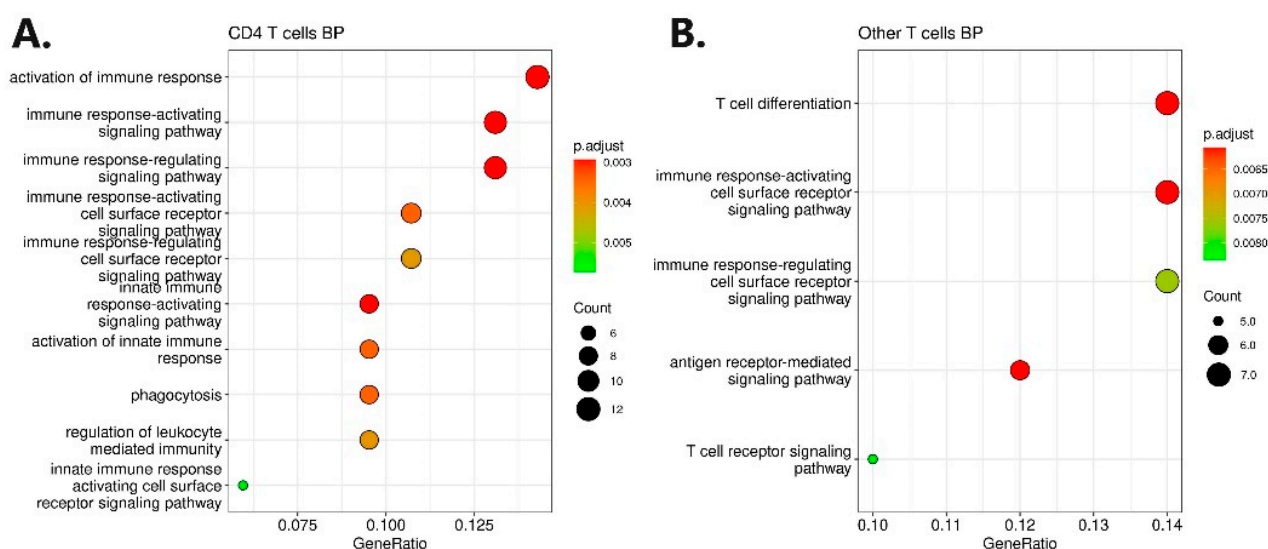 A.
CD4 T cells BP
activation of immune response
immune response-activating
signaling pathway
immune response-regulating
signaling pathway
immune response-activating
cell surface receptor
signaling pathway
immune response-regulating
cell surface receptor
signaling pathway
innate immune
response-activating
signaling pathway
activation of innate immune
response
phagocytosis
regulation of leukocyte
mediated immunity
innate immune response
activating cell surface
receptor signaling pathway
0.075
0.100
0.125
GeneRatio
p.adjust
0.003
0.004
0.005
Count
6
8
10
12
B.
Other T cells BP
T cell differentiation
immune response-activating
cell surface receptor
signaling pathway
immune response-regulating
cell surface receptor
signaling pathway
antigen receptor-mediated
signaling pathway
T cell receptor signaling
pathway
0.10
0.11
0.12
0.13
0.14
GeneRatio
p.adjust
0.0065
0.0075
0.0080
Count
5.0
6.0
7.0